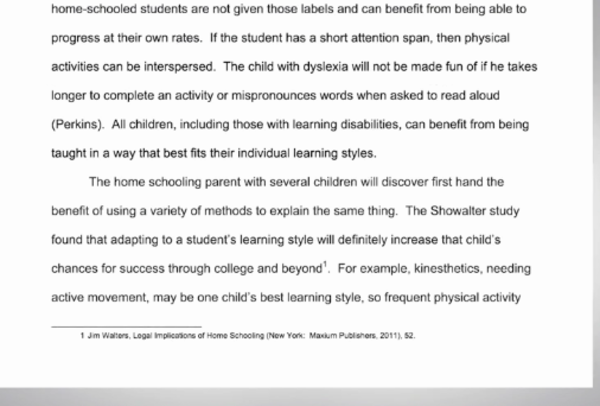 home-schooled students are not given those labels and can benefit from being able to
progress at their own rates.  If the student has a short attention span, then physical
activities can be interspersed.  The child with dyslexia will not be made fun of if he takes
longer to complete an activity or mispronounces words when asked to read aloud
(Perkins).  All children, including those with learning disabilities, can benefit from being
taught in a way that best fits their individual learning styles.
The home schooling parent with several children will discover first hand the
benefit of using a variety of methods to explain the same thing.  The Showalter study
found that adapting to a student's learning style will definitely increase that child's
chances for success through college and beyond¹.  For example, kinesthetics, needing
active movement, may be one child's best learning style, so frequent physical activity
1 Jim Walters, Legal Implications of Home Schooling (New York:  Maxium Publishers, 2011), 52.